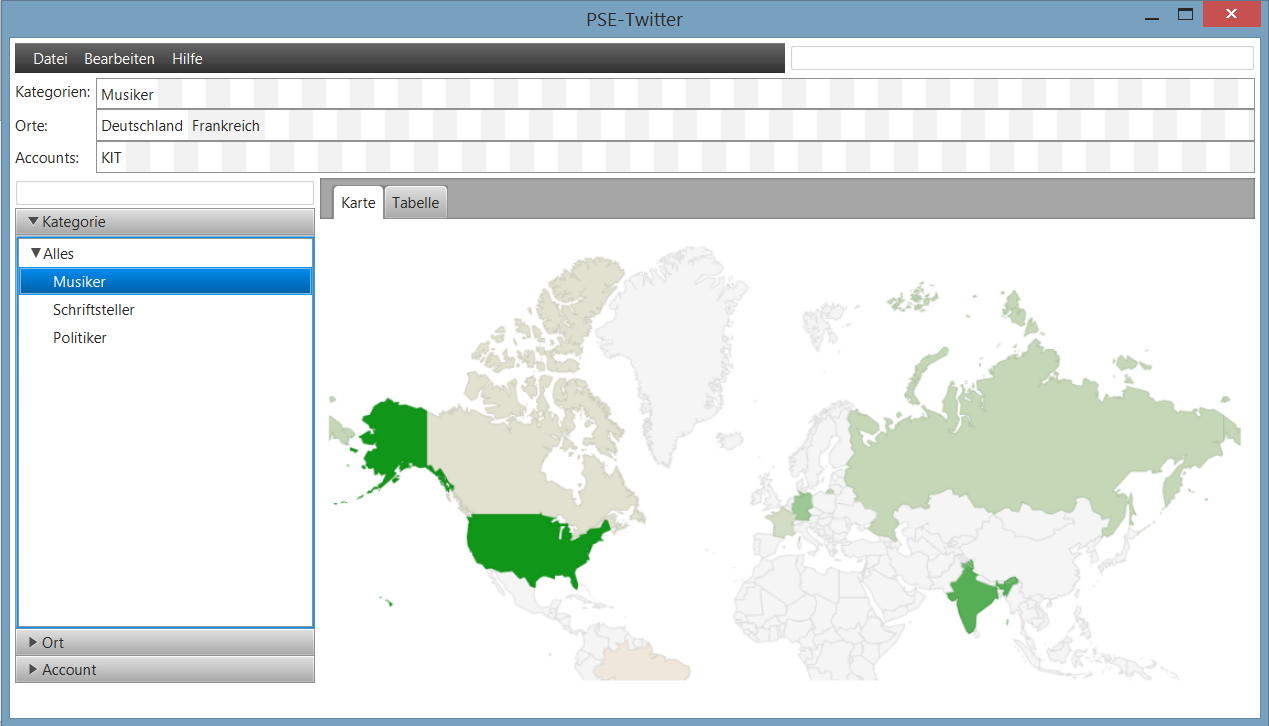 PSE-Twitter
Datei Bearbeiten Hilfe
Kategorien: Musiker
Orte: Deutschland Frankreich
Accounts: KIT
Karte Tabelle
Kategorie
Alles
Musiker
Schriftsteller
Politiker
Ort
Account